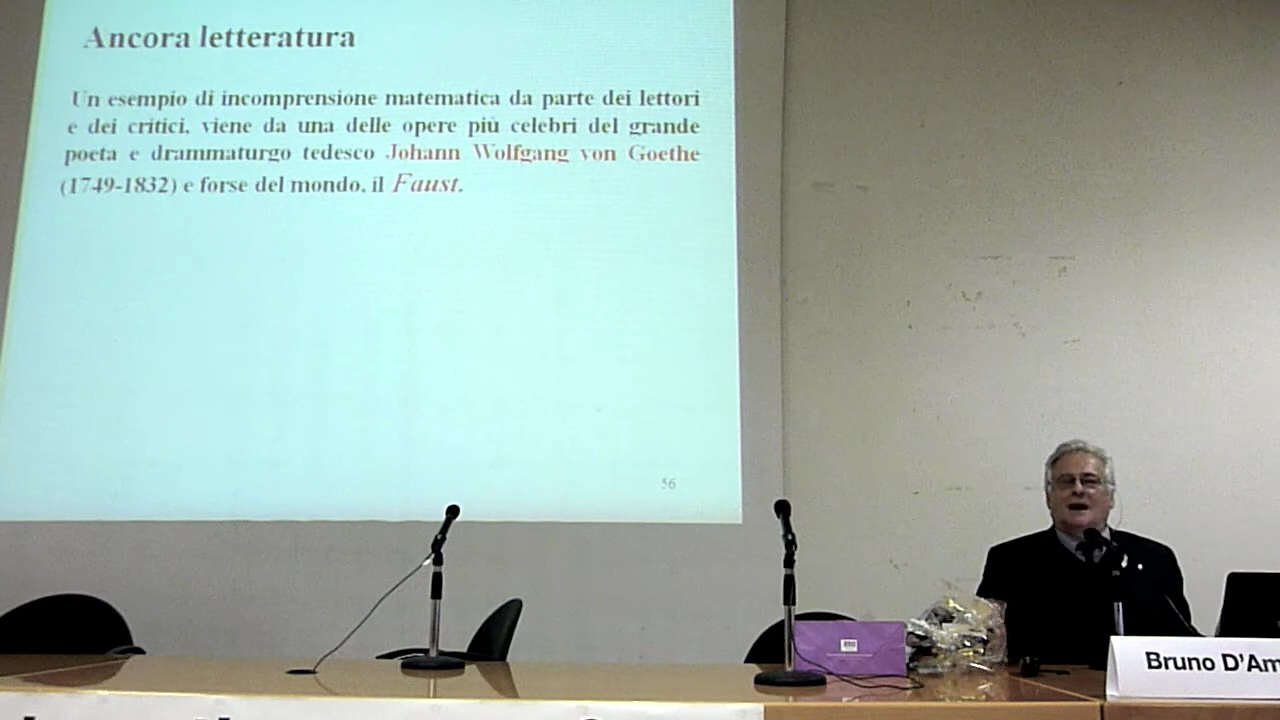 Ancora letteratura
Un esempio di incomprensione matematica da parte dei lettori
e dei critici, viene da una delle opere più celebri del grande
poeta e drammaturgo tedesco Johann Wolfgang von Goethe
(1749-1832) e forse del mondo, il Faust.
56
Bruno D'Am